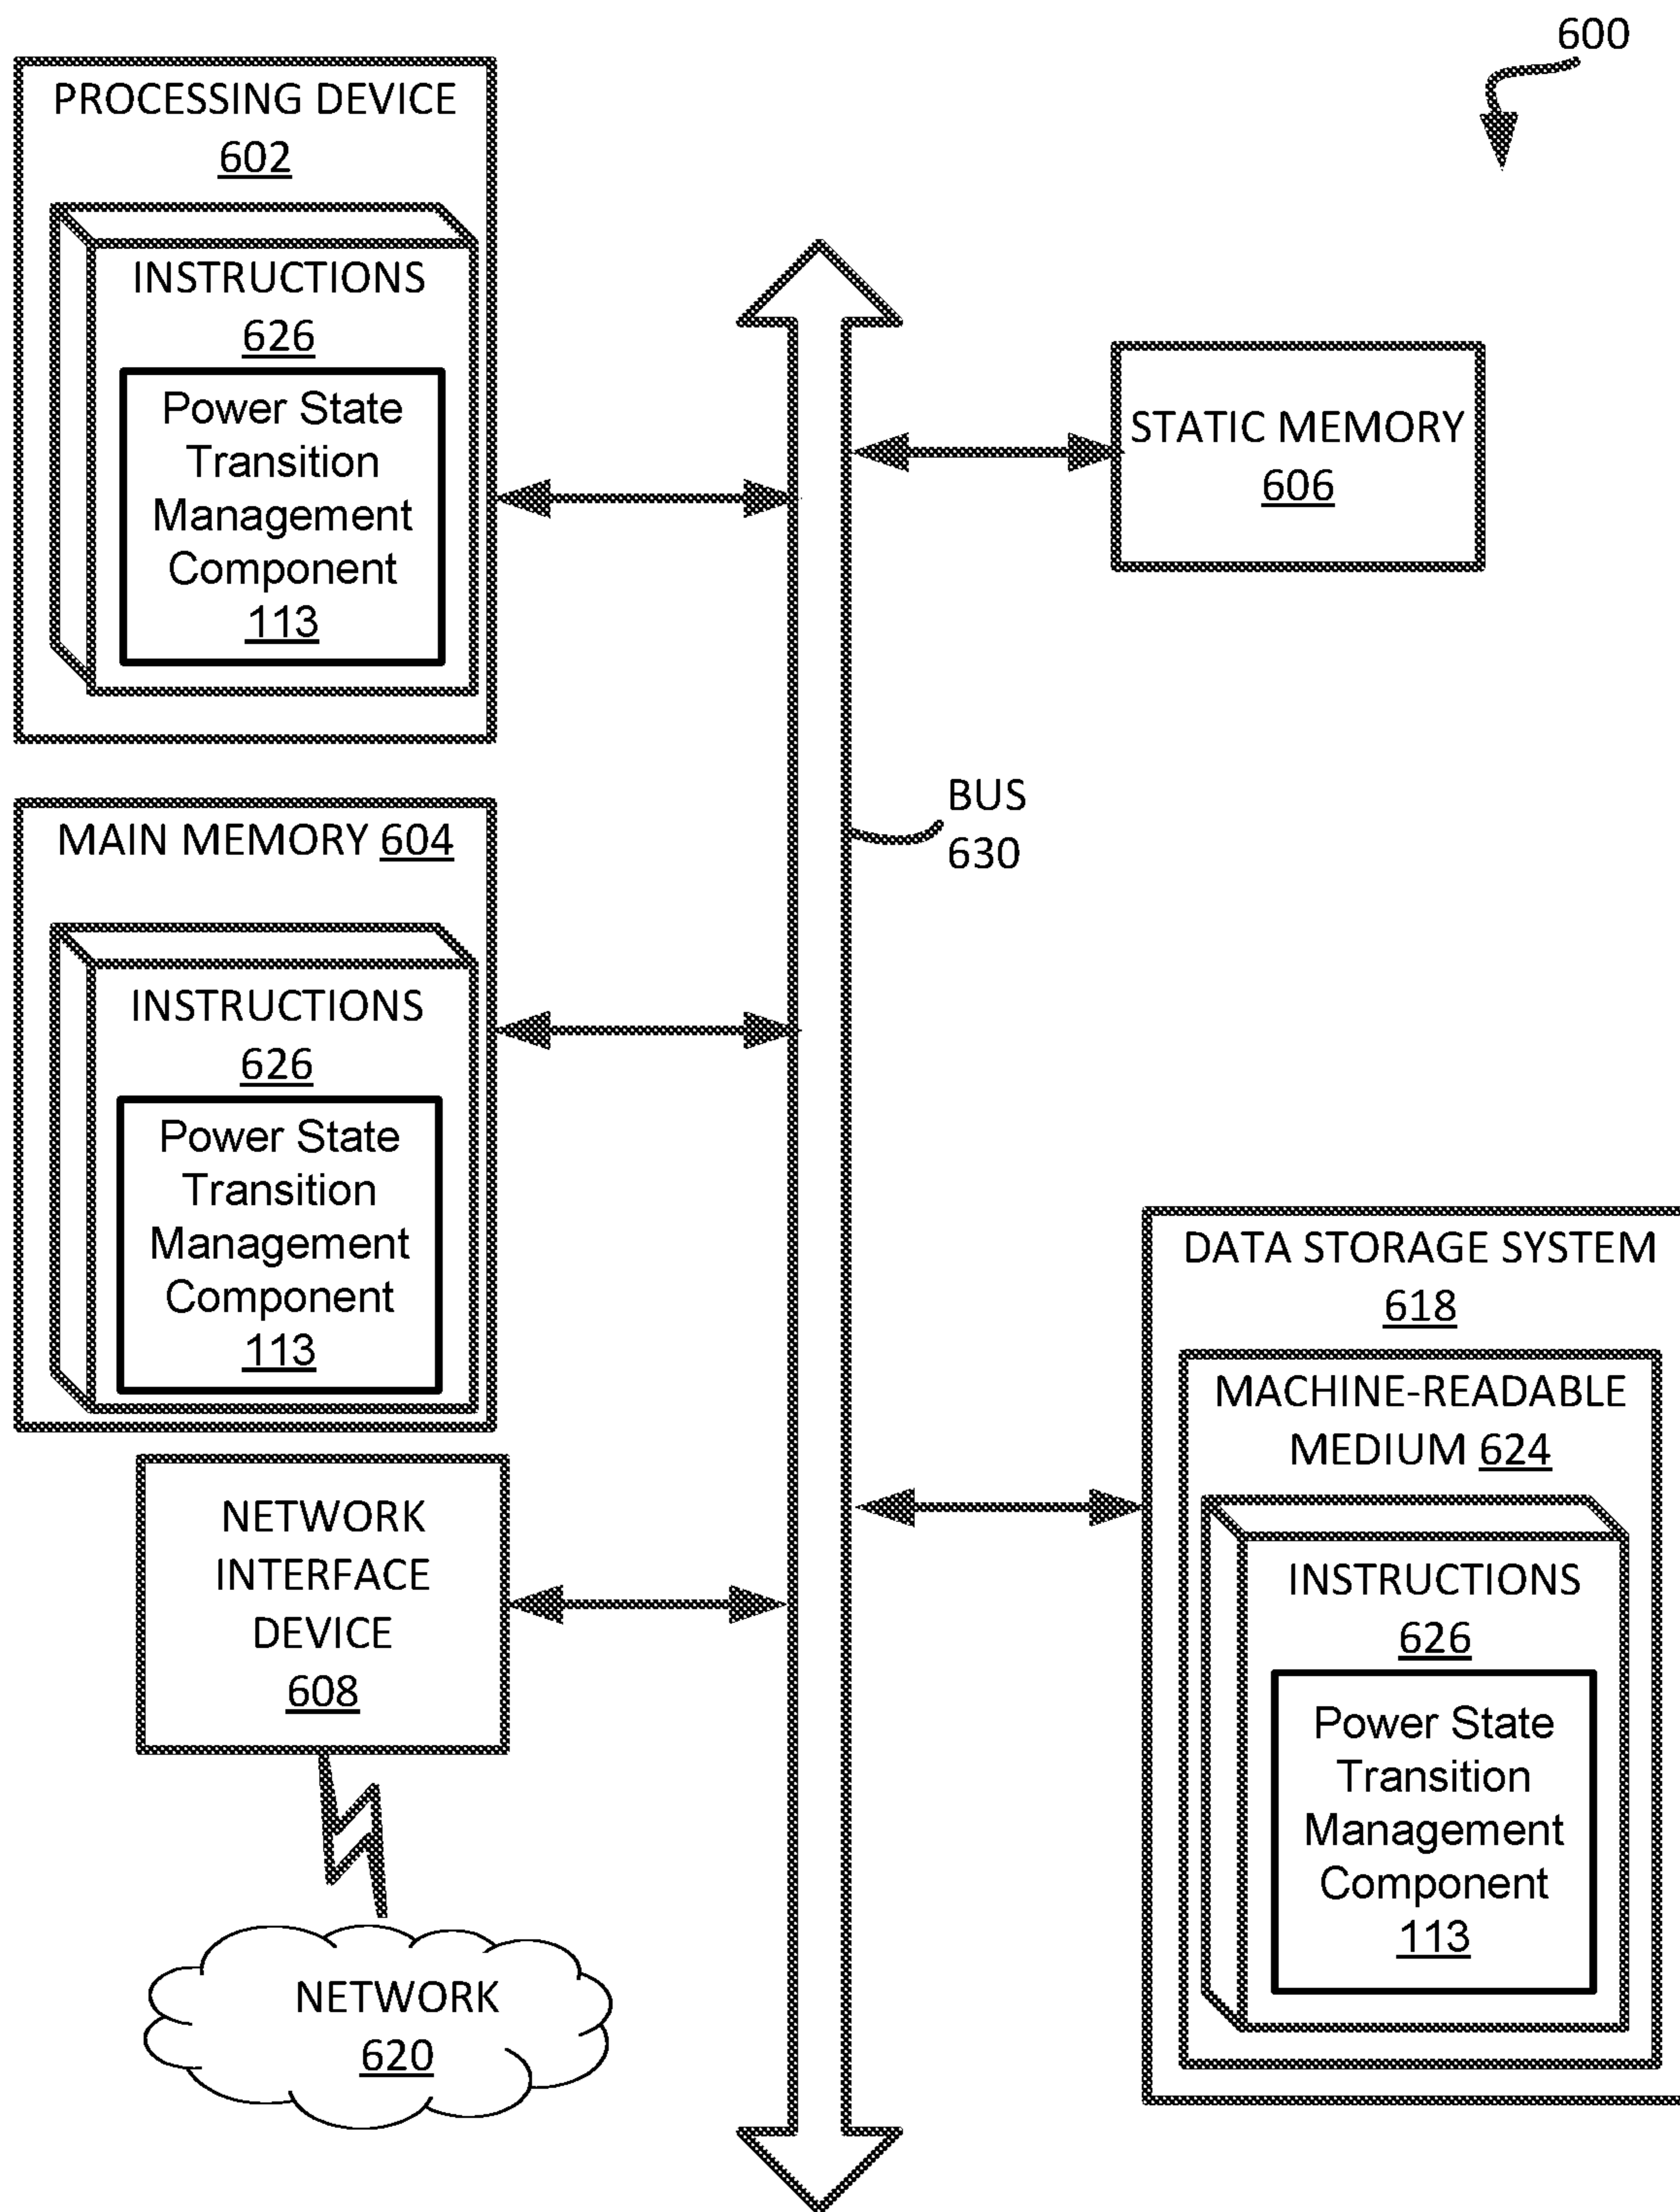 600
PROCESSING DEVICE
602
INSTRUCTIONS
626
Power State
Transition
Management
Component
113
STATIC MEMORY
606
BUS
630
MAIN MEMORY 604
INSTRUCTIONS
626
Power State
Transition
Management
Component
113
DATA STORAGE SYSTEM
618
MACHINE-READABLE
MEDIUM 624
INSTRUCTIONS
626
Power State
Transition
Management
Component
113
NETWORK
INTERFACE
DEVICE
608
NETWORK
620